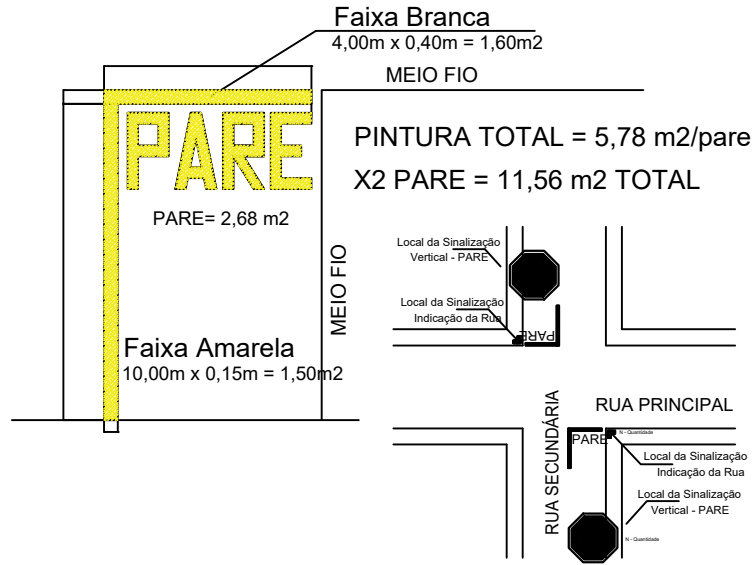 Faixa Branca
4,00m x 0,40m = 1,60m2
MEIO FIO
PARE
PINTURA TOTAL = 5,78 m2/pare
X2 PARE = 11,56 m2 TOTAL
PARE= 2,68 m2
MEIO FIO
Faixa Amarela
10,00m x 0,15m = 1,50m2
Local da Sinalização
Vertical - PARE
Local da Sinalização
Indicação da Rua
PARE
RUA PRINCIPAL
RUA SECUNDÁRIA
PARE
N - Quantidade
Local da Sinalização
Indicação da Rua
Local da Sinalização
Vertical - PARE
N - Quantidade